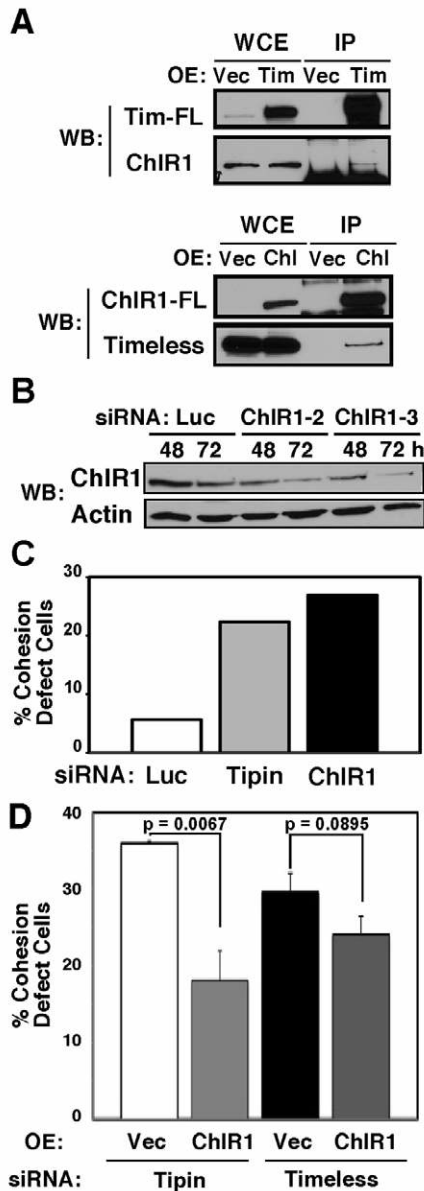 A
WCE IP
OE: Vec Tim Vec Tim
WB: Tim-FL
ChlR1
WCE IP
OE: Vec Chl Vec Chl
WB: ChlR1-FL
Timeless
B
siRNA: Luc ChlR1-2 ChlR1-3
48 72 48 72 48 72 h
WB: ChlR1
Actin
C
% Cohesion
Defect Cells
30
20
10
0
siRNA: Luc Tipin ChlR1
D
% Cohesion
Defect Cells
40
30
20
10
0
p = 0.0067 p = 0.0895
OE: Vec ChlR1 Vec ChlR1
siRNA: Tipin Timeless